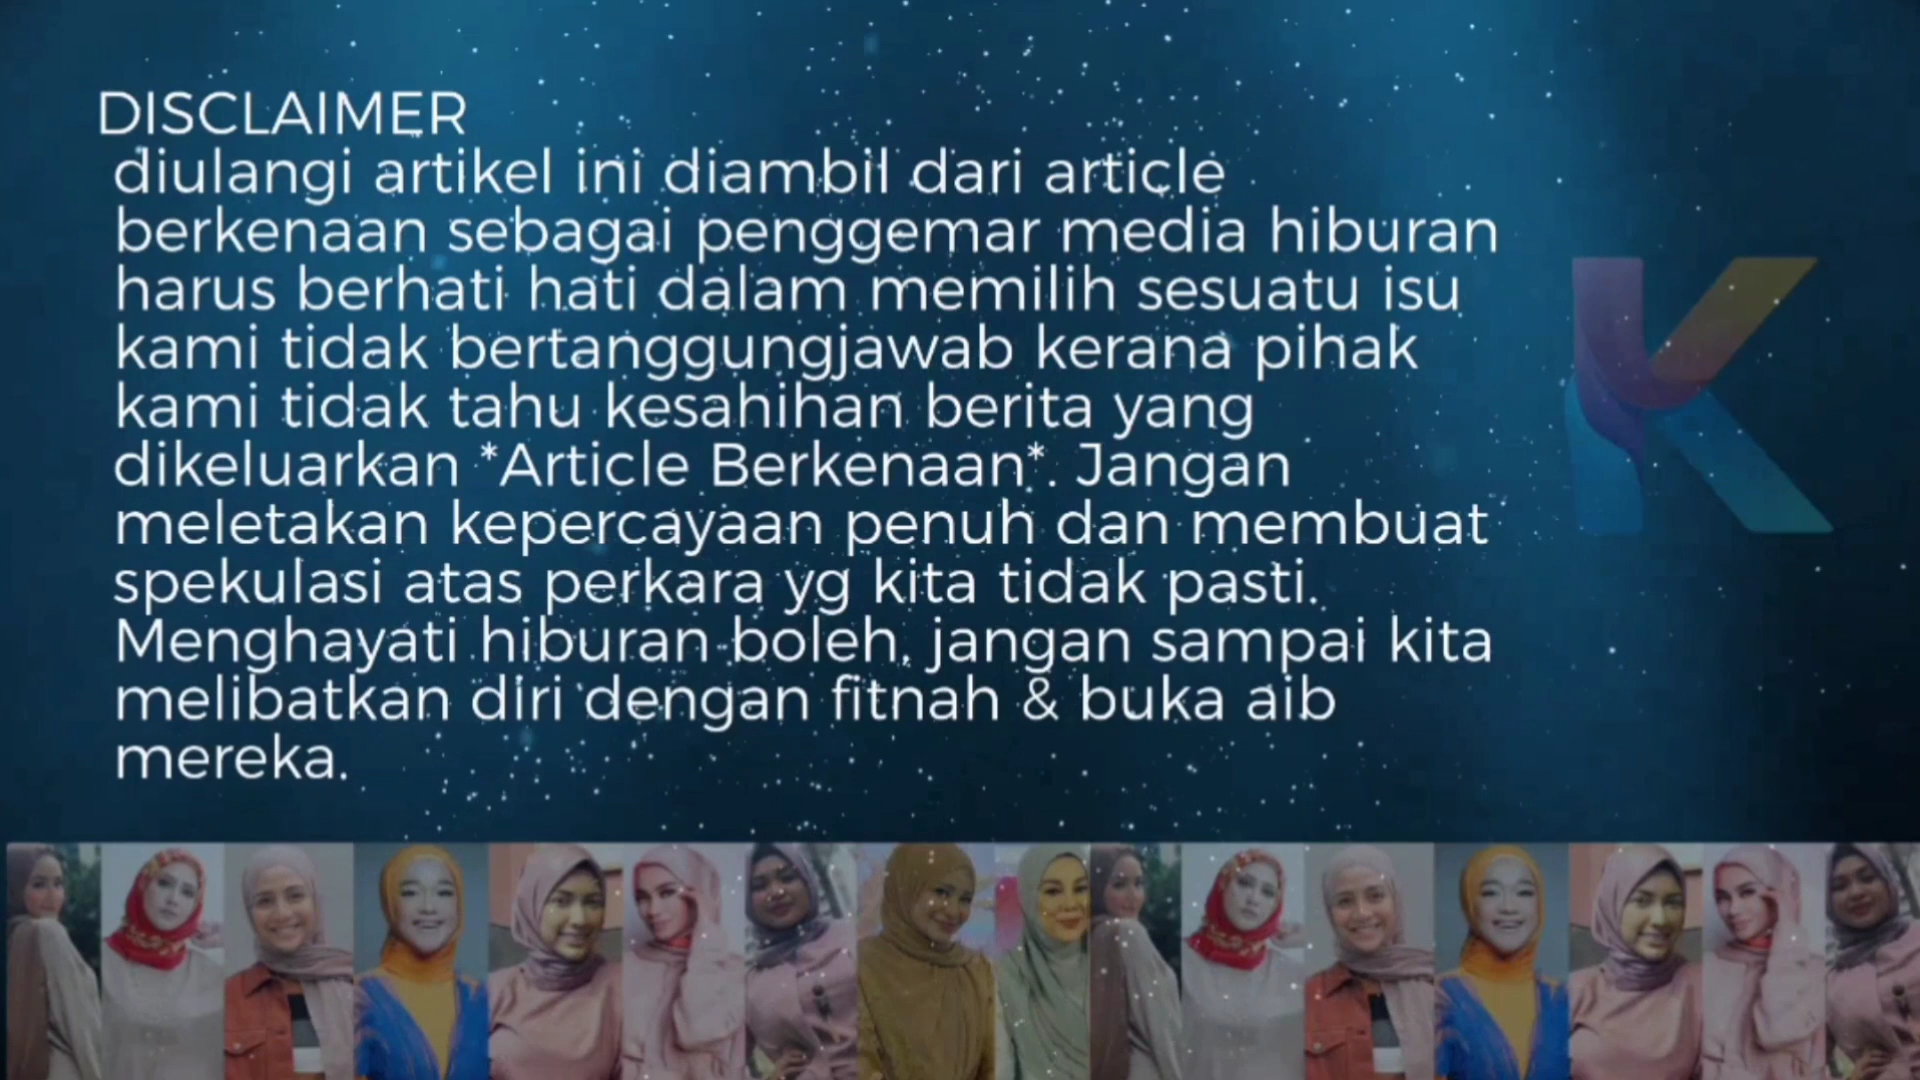 DISCLAIMER
diulangi artikel ini diambil dari article
berkenaan sebagai penggemar media hiburan
harus berhati hati dalam memilih sesuatu isu
kami tidak bertanggungjawab kerana pihak
kami tidak tahu kesahihan berita yang
dikeluarkan *Article Berkenaan*. Jangan
meletakan kepercayaan penuh dan membuat
spekulasi atas perkara yg kita tidak pasti.
Menghayati hiburan boleh, jangan sampai kita
melibatkan diri dengan fitnah & buka aib
mereka.
K